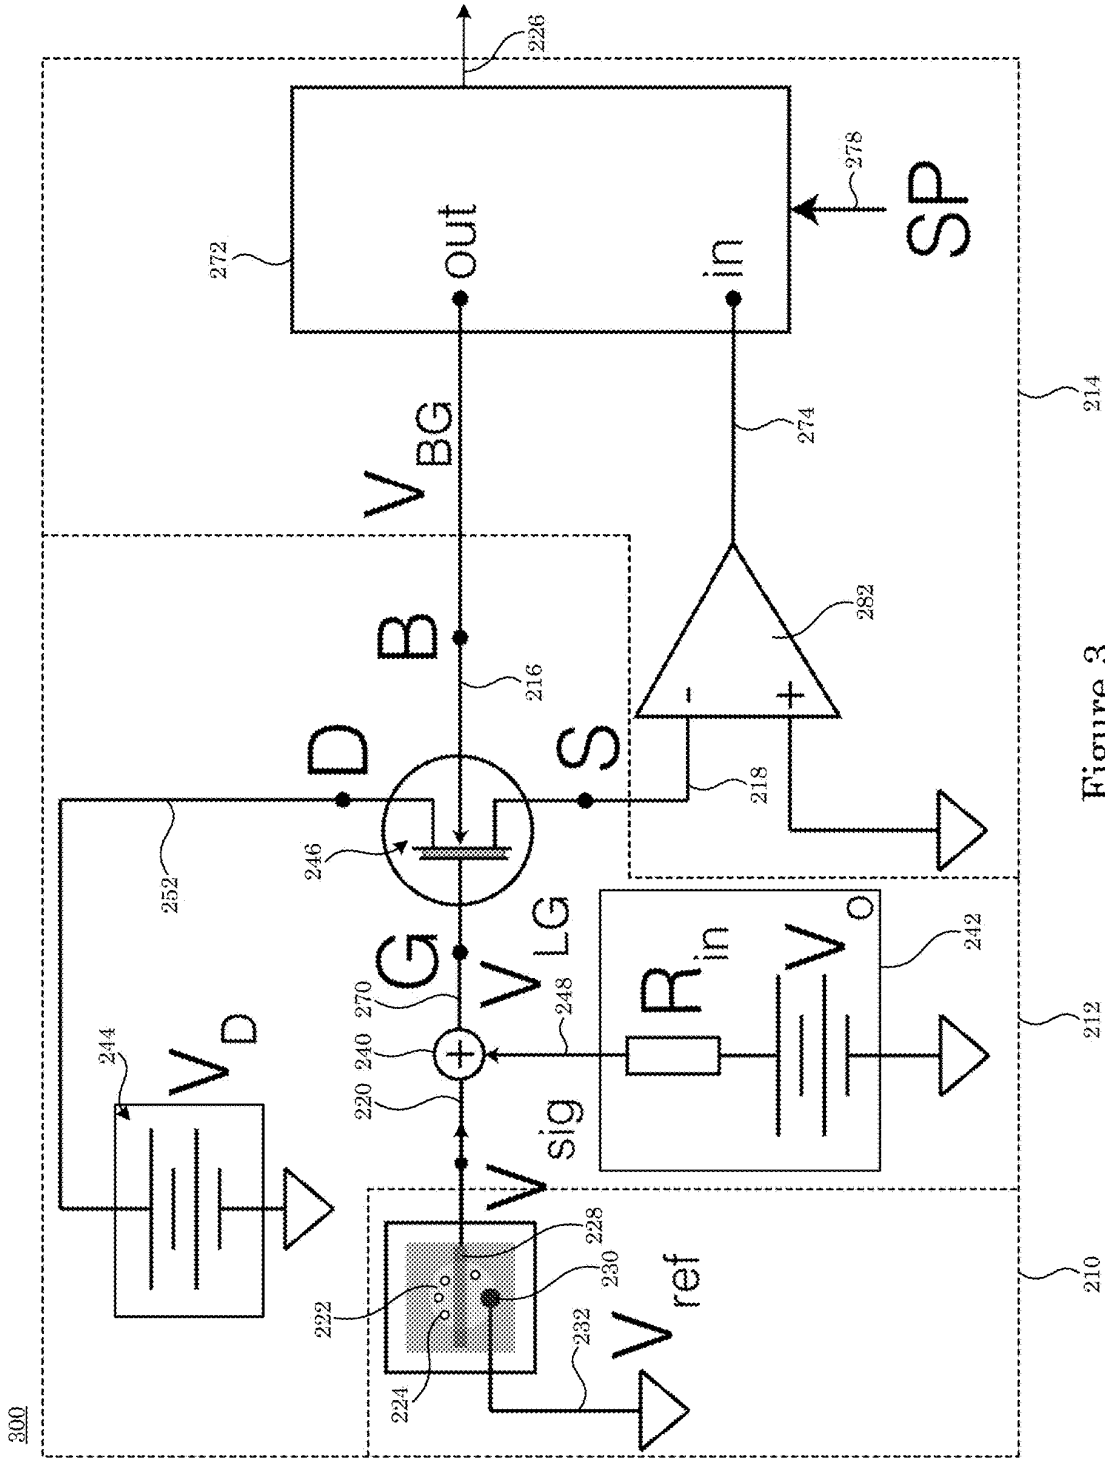 300
244
V D
252
D
246
G
270
240
220
V LG
V sig
248
R in
V O
242
222
224
228
230
232
V ref
210
212
214
B
216
S
218
282
-
+
+
V BG
274
272
out
in
226
278
SP
Figure 3